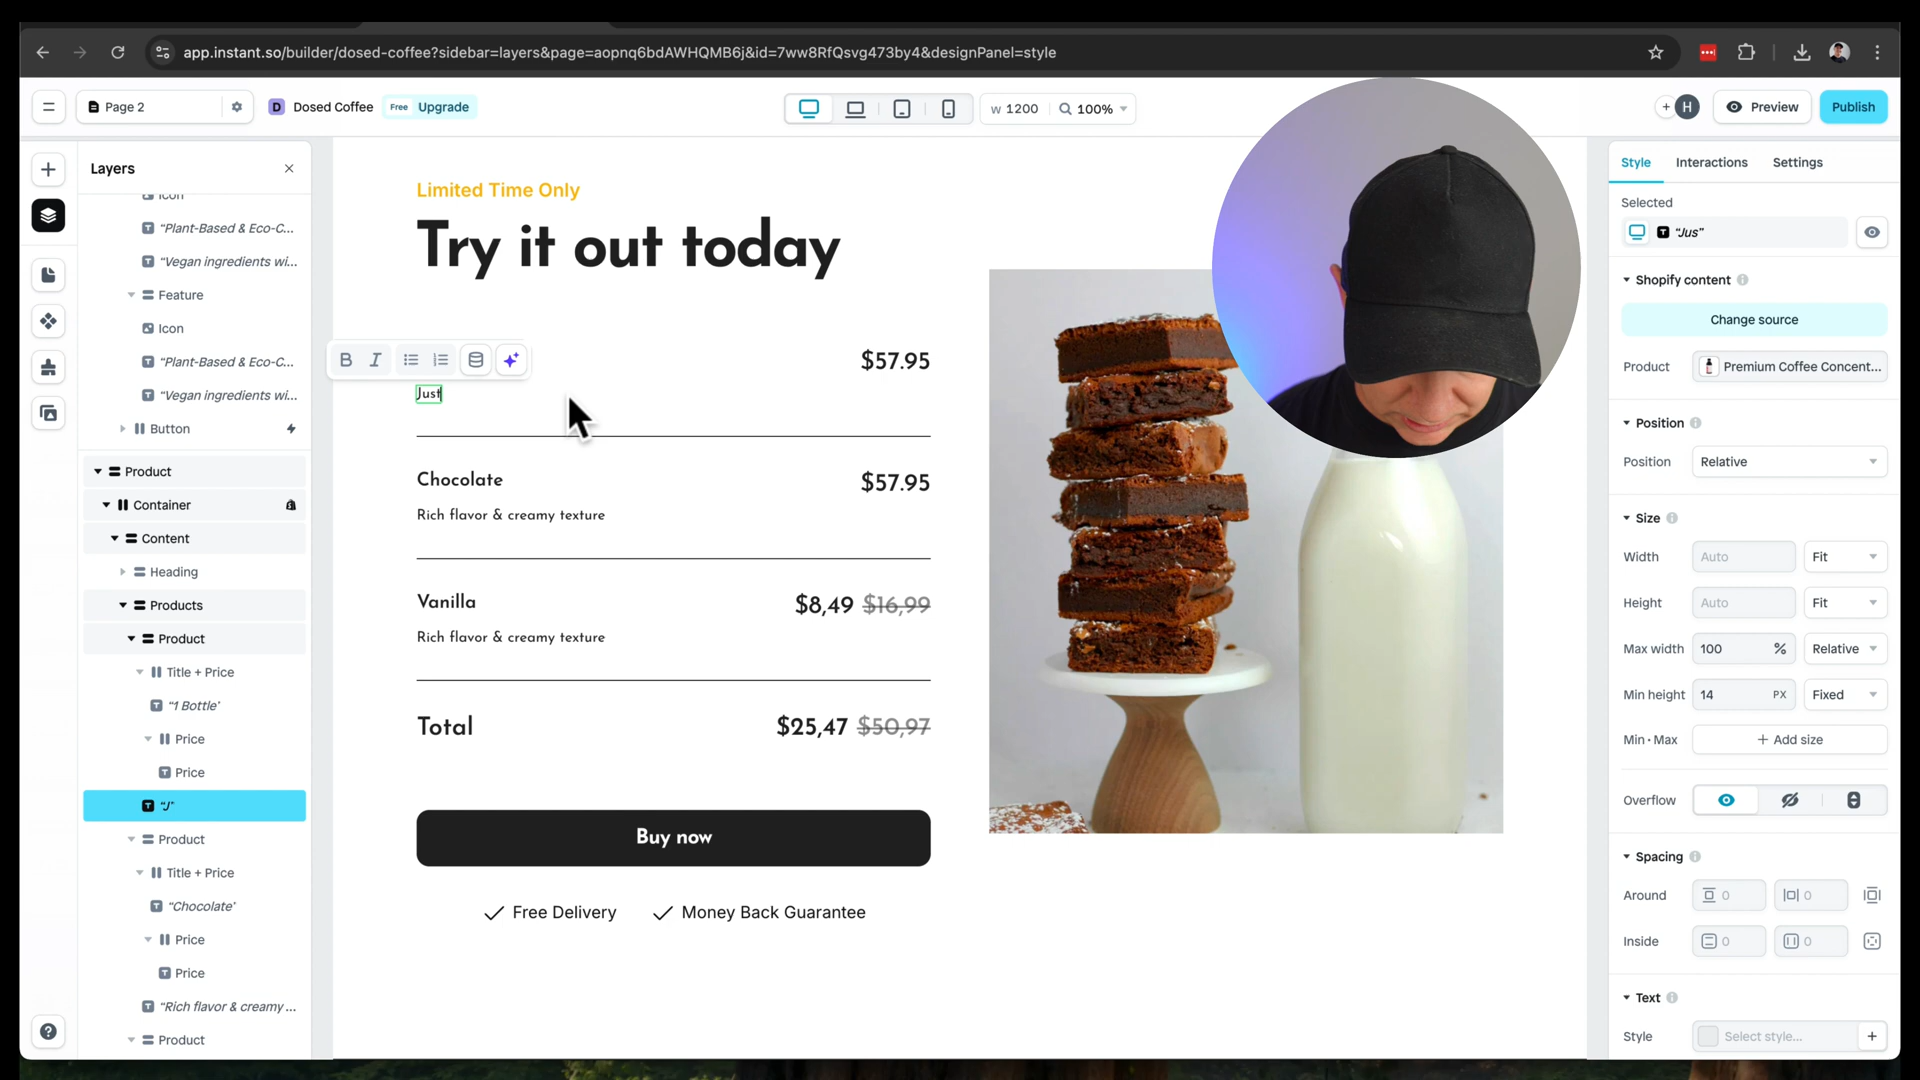 app.instant.so/builder/dosed-coffee?sidebar=layers&page=aopnq6bdAWHQMB6j&id=7ww8RfQsvg473by4&designPanel=style
Page 2
D Dosed Coffee
Free Upgrade
W 1200
100%
+ H
Preview
Publish
Layers
Icon
"Plant-Based & Eco-C...
"Vegan ingredients wi...
Feature
Icon
"Plant-Based & Eco-C...
"Vegan ingredients wi...
Button
Product
Container
Content
Heading
Products
Product
Title + Price
"1 Bottle"
Price
Price
"J"
Product
Title + Price
"Chocolate"
Price
Price
"Rich flavor & creamy ...
Product
Limited Time Only
Try it out today
B I
$57.95
Just
Chocolate $57.95
Rich flavor & creamy texture
Vanilla $8,49 $16,99
Rich flavor & creamy texture
Total $25,47 $50,97
Buy now
Free Delivery Money Back Guarantee
Style Interactions Settings
Selected
T "Jus"
Shopify content
Change source
Product Premium Coffee Concent...
Position
Position Relative
Size
Width Auto Fit
Height Auto Fit
Max width 100 % Relative
Min height 14 PX Fixed
Min • Max + Add size
Overflow
Spacing
Around 0 0
Inside 0 0
Text
Style Select style... +